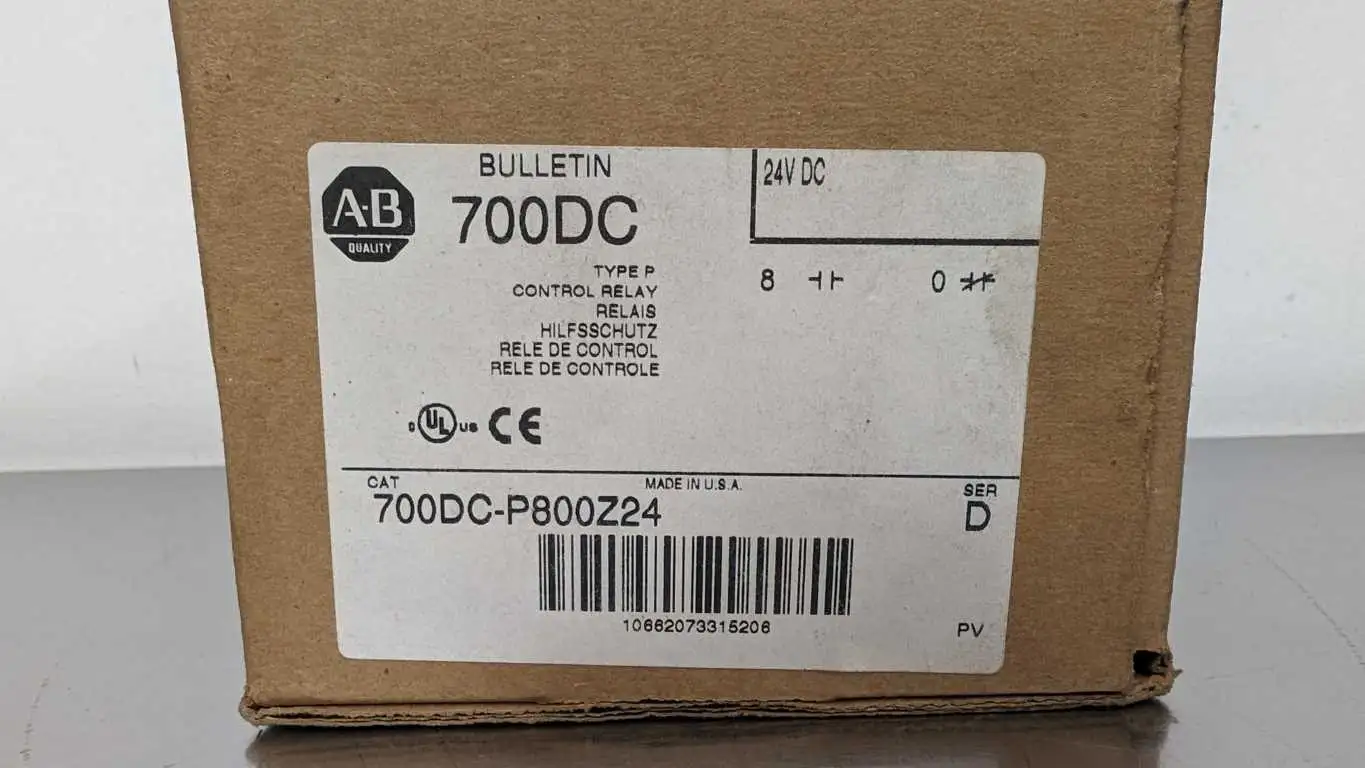 A-B
QUALITY
BULLETIN
700DC
24V DC
8 0
TYPE P
CONTROL RELAY
RELAIS
HILFSSCHUTZ
RELE DE CONTROL
RELE DE CONTROLE
C UL US CE
CAT
MADE IN U.S.A.
SER
700DC-P800Z24
D
10662073315206
PV